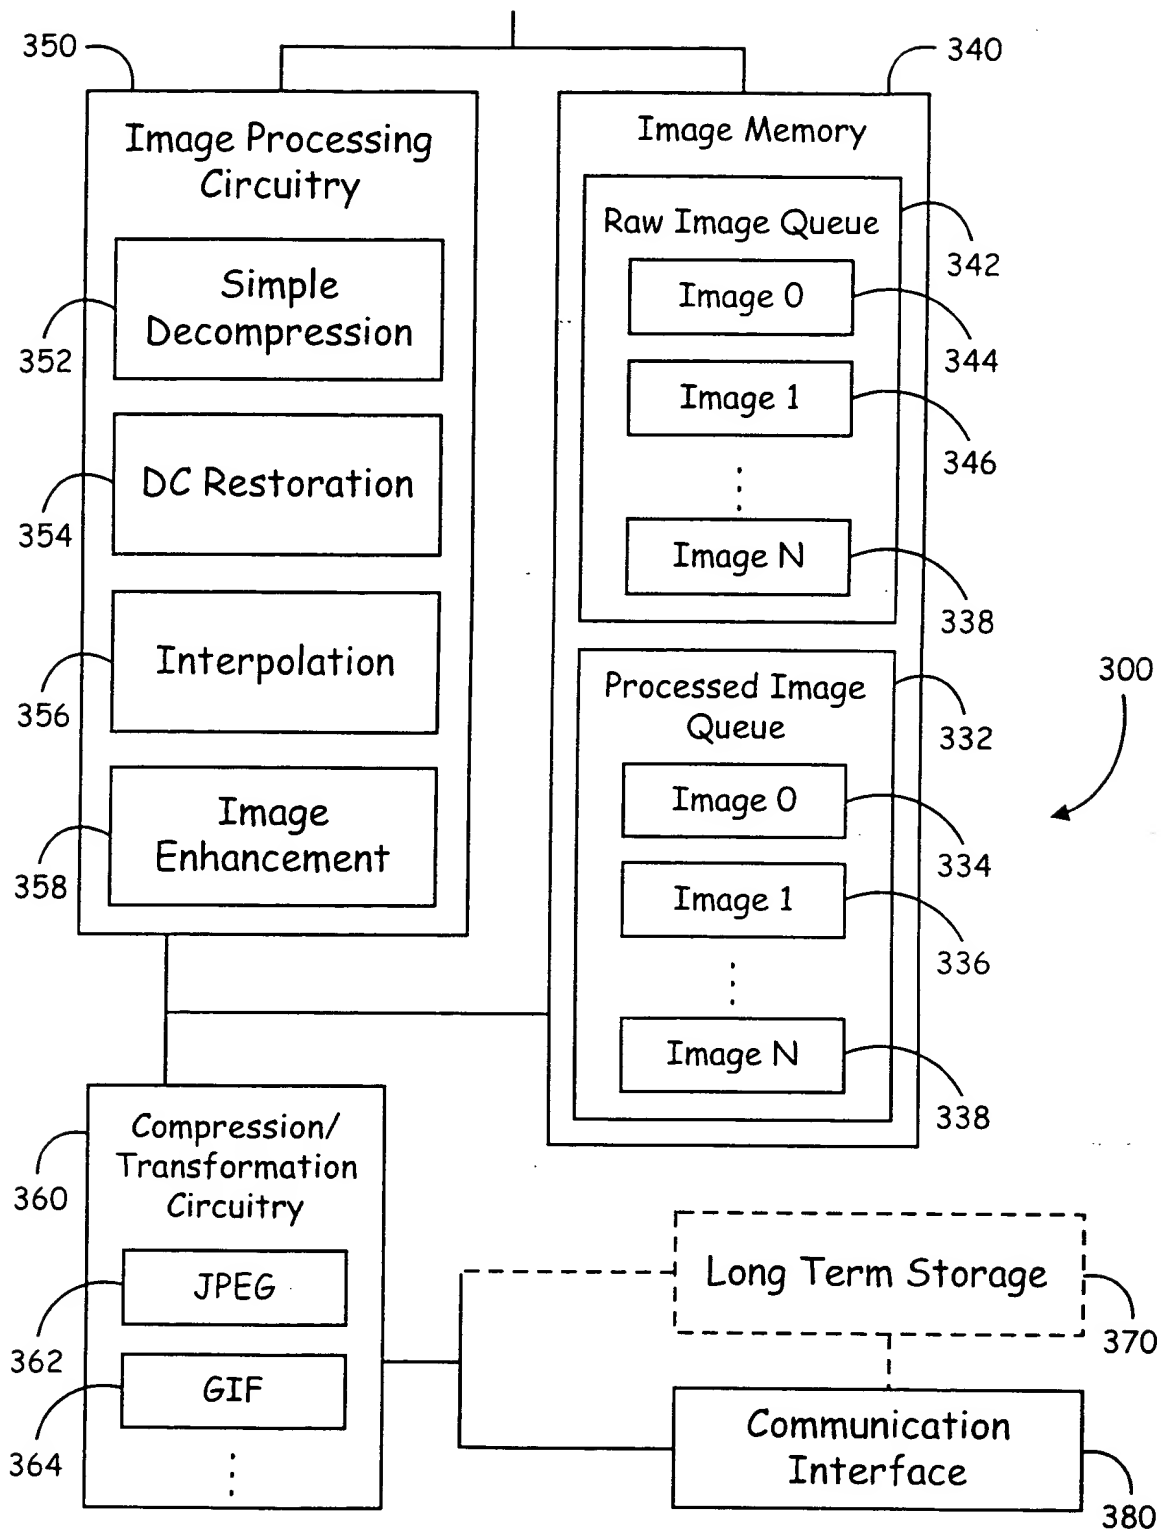 350
340
Image Processing
Circuitry
Simple
Decompression
352
DC Restoration
354
Interpolation
356
Image
Enhancement
358
Image Memory
Raw Image Queue
342
Image 0
344
Image 1
346
Image N
338
Processed Image
Queue
332
Image 0
334
Image 1
336
Image N
338
300
Compression/
Transformation
Circuitry
360
JPEG
362
GIF
364
Long Term Storage
370
Communication
Interface
380